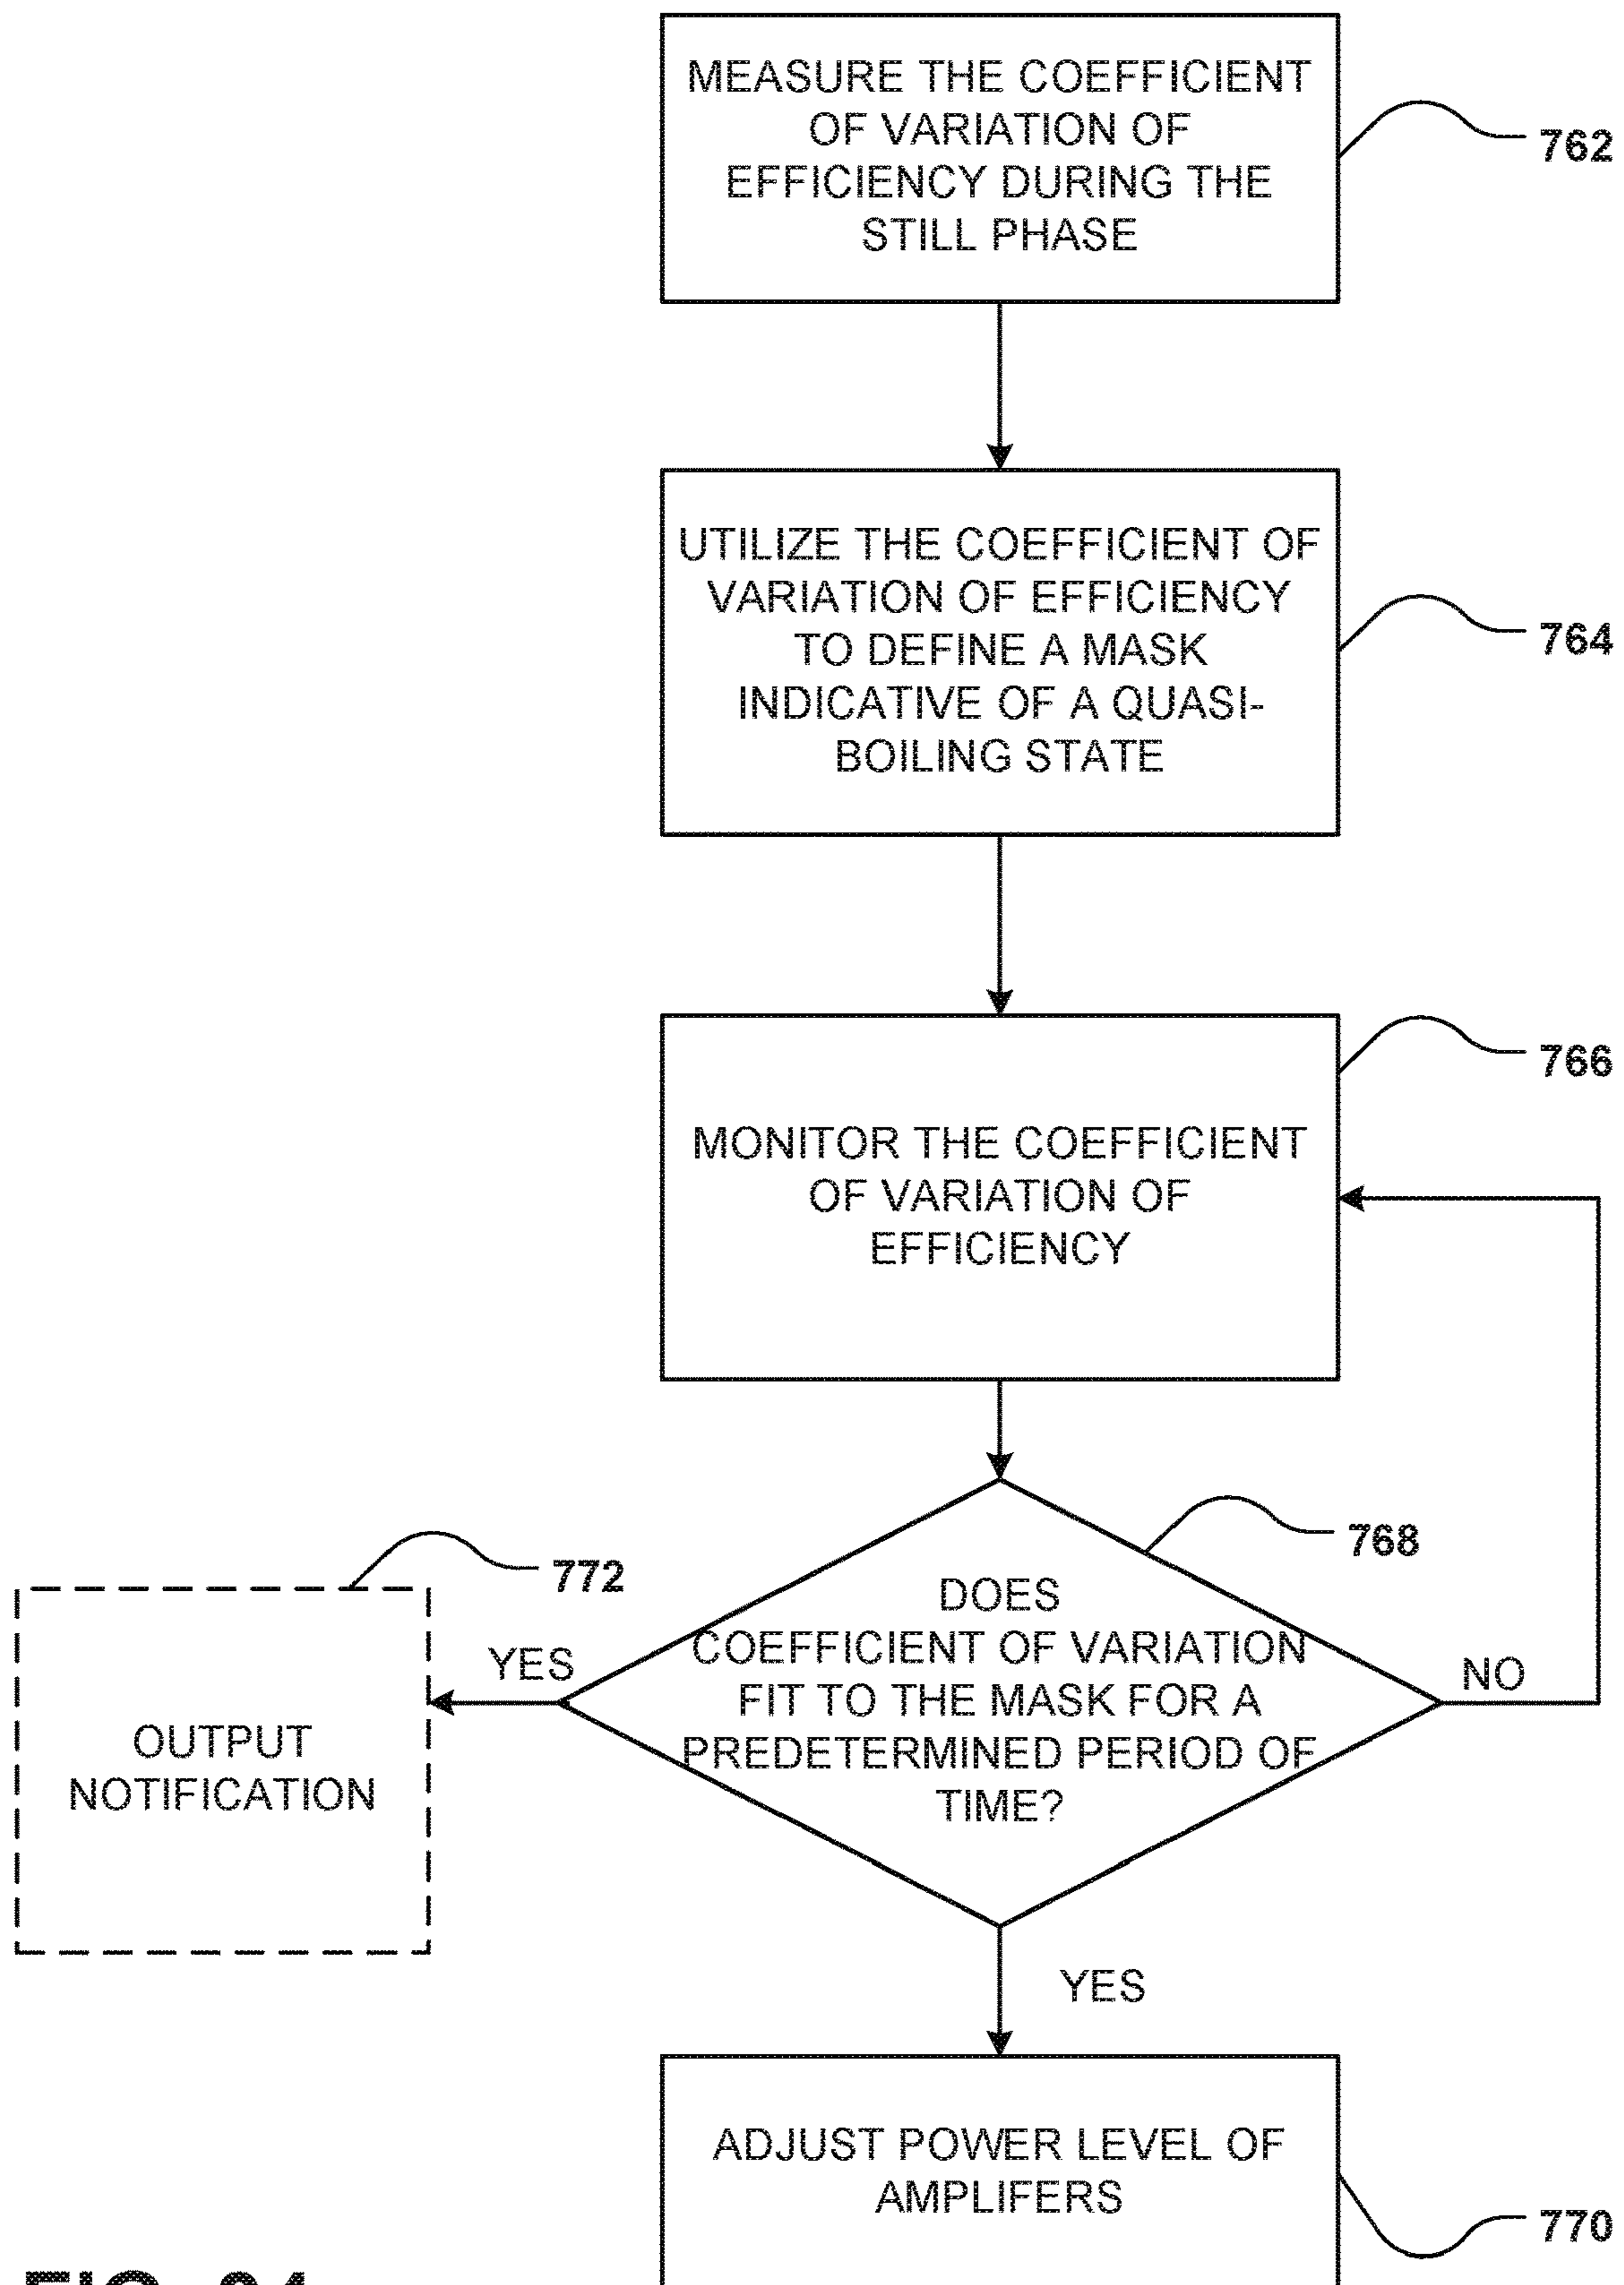 MEASURE THE COEFFICIENT
OF VARIATION OF
EFFICIENCY DURING THE
STILL PHASE
762
UTILIZE THE COEFFICIENT OF
VARIATION OF EFFICIENCY
TO DEFINE A MASK
INDICATIVE OF A QUASI-
BOILING STATE
764
766
MONITOR THE COEFFICIENT
OF VARIATION OF
EFFICIENCY
768
772
DOES
COEFFICIENT OF VARIATION
FIT TO THE MASK FOR A
PREDETERMINED PERIOD OF
TIME?
YES
NO
OUTPUT
NOTIFICATION
YES
ADJUST POWER LEVEL OF
AMPLIFERS
770